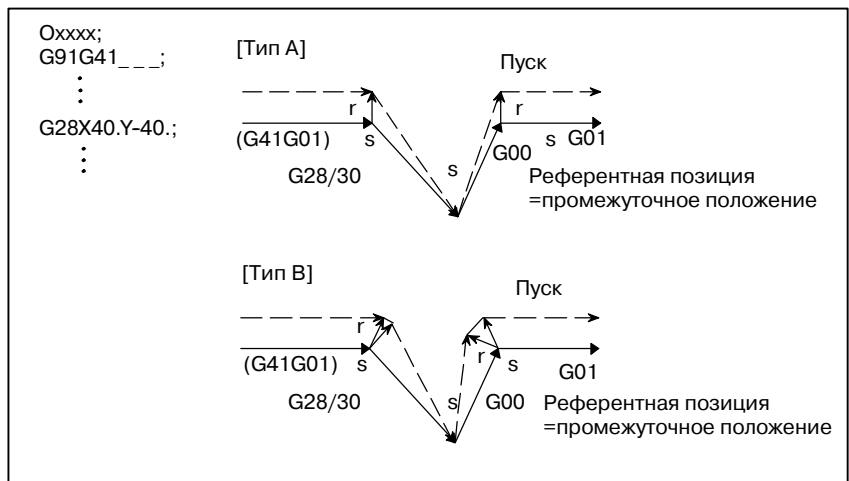 Oxxxx;
G91G41_ _ _;
G28X40.Y-40.;
[Тип A]
Пуск
r
r
(G41G01)
s
s
G01
G00
s
G28/30
Референтная позиция
=промежуточное положение
[Тип B]
Пуск
r
(G41G01)
s
r
s
G01
G28/30
s
G00
Референтная позиция
=промежуточное положение